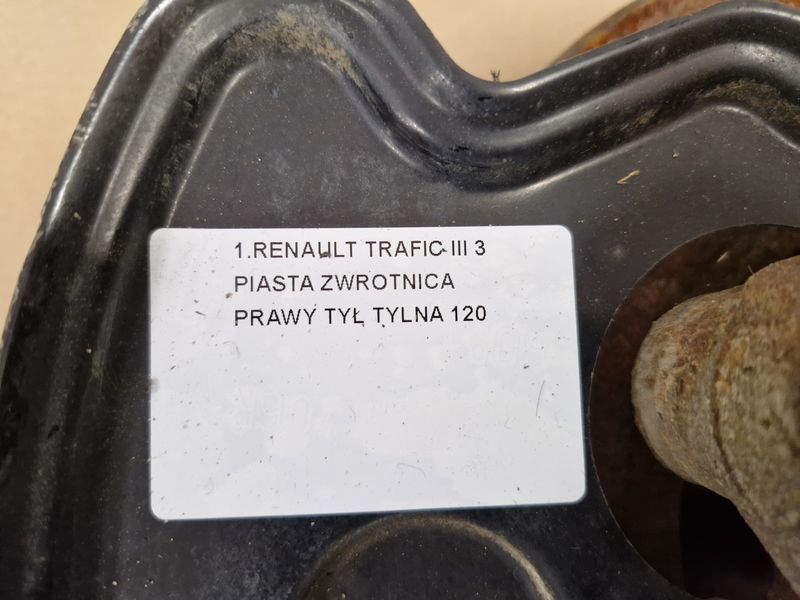 1.RENAULT TRAFIC III 3
PIASTA ZWROTNICA
PRAWY TYŁ TYLNA 120